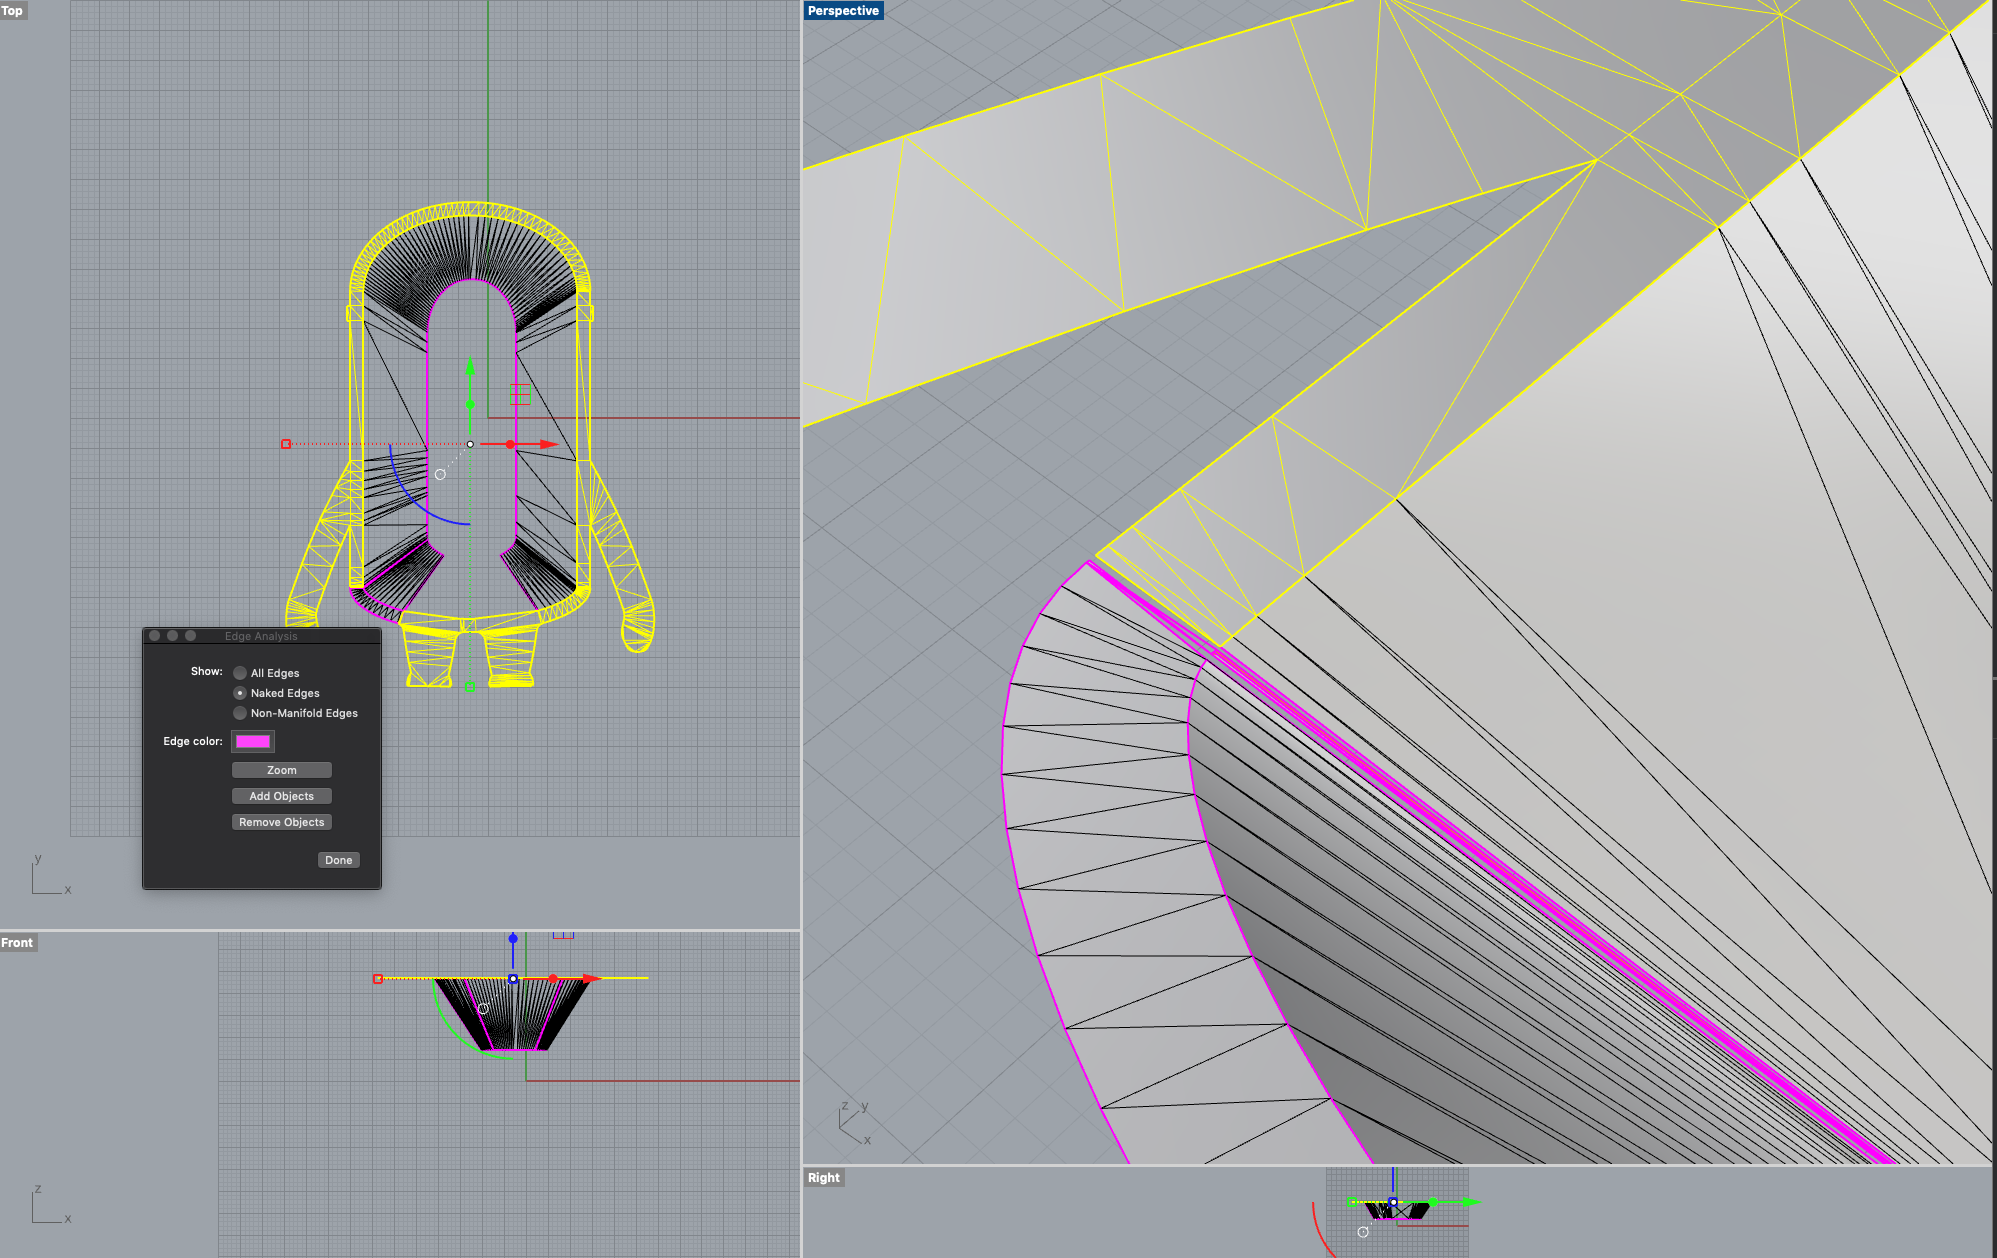 Top
Perspective
Edge Analysis
Show:
All Edges
Naked Edges
Non-Manifold Edges
Edge color:
Zoom
Add Objects
Remove Objects
Done
y
x
z
y
x
Front
z
x
Right